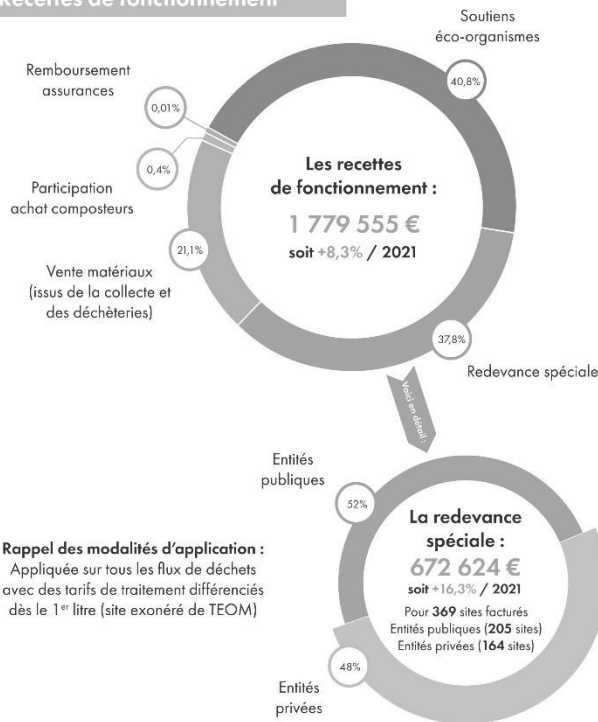 Recettes de fonctionnement
Soutiens
éco-organismes
40,8%
Remboursement
assurances
0,01%
0,4%
Participation
achat composteurs
21,1%
Vente matériaux
(issus de la collecte et
des déchèteries)
Les recettes
de fonctionnement :
1 779 555 €
soit +8,3% / 2021
37,8%
Redevance spéciale
Voici en détail :
Entités
publiques
52%
Rappel des modalités d'application :
Appliquée sur tous les flux de déchets
avec des tarifs de traitement différenciés
dès le 1er litre (site exonéré de TEOM)
La redevance
spéciale :
672 624 €
soit +16,3% / 2021
Pour 369 sites facturés
Entités publiques (205 sites)
Entités privées (164 sites)
48%
Entités
privées